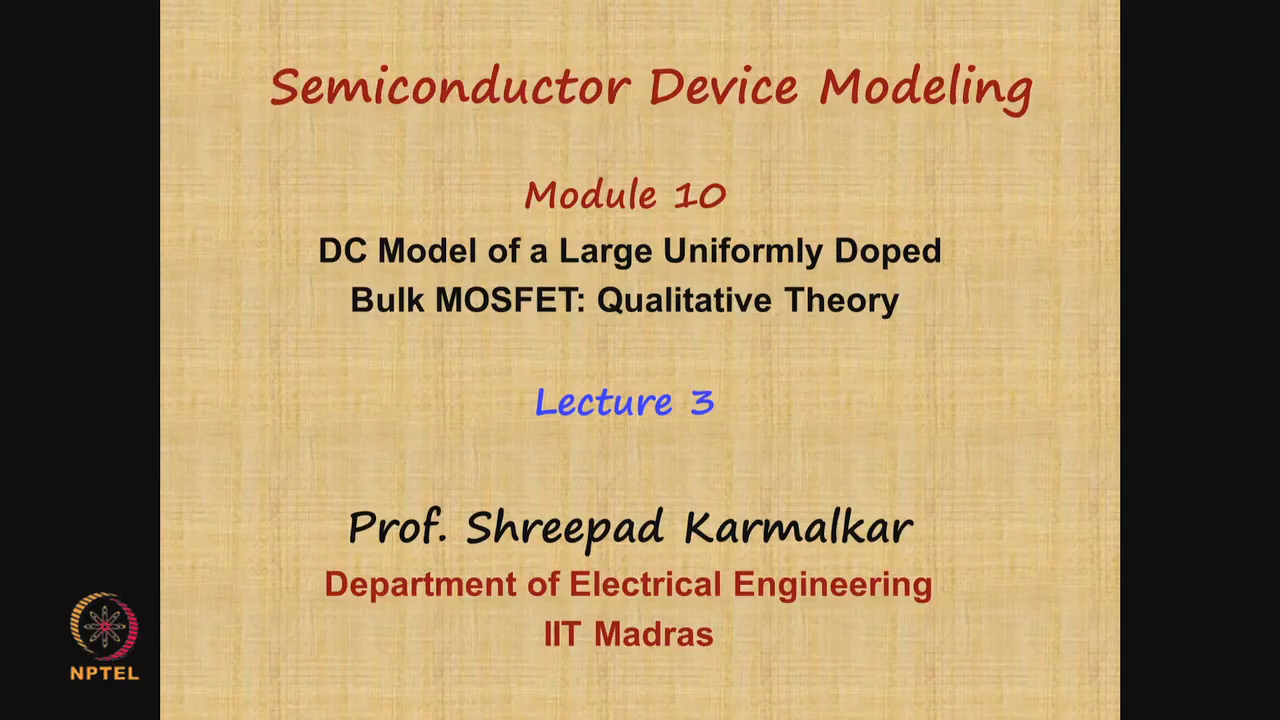 Semiconductor Device Modeling
Module 10
DC Model of a Large Uniformly Doped
Bulk MOSFET: Qualitative Theory
Lecture 3
Prof. Shreepad Karmalkar
Department of Electrical Engineering
IIT Madras
NPTEL